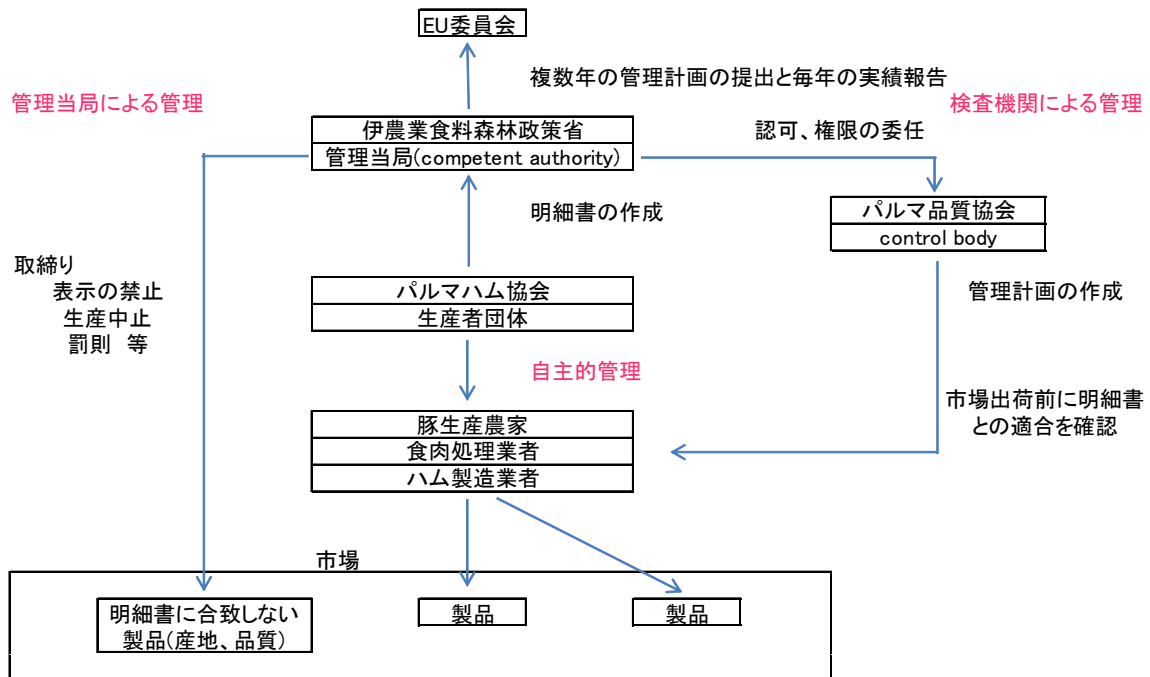 EU委員会
複数年の管理計画の提出と毎年の実績報告
管理当局による管理
検査機関による管理
伊農業食料森林政策省
管理当局(competent authority)
認可、権限の委任
明細書の作成
パルマ品質協会
control body
取締り
表示の禁止
生産中止
罰則　等
パルマハム協会
生産者団体
管理計画の作成
自主的管理
市場出荷前に明細書
との適合を確認
豚生産農家
食肉処理業者
ハム製造業者
市場
明細書に合致しない
製品(産地、品質)
製品
製品